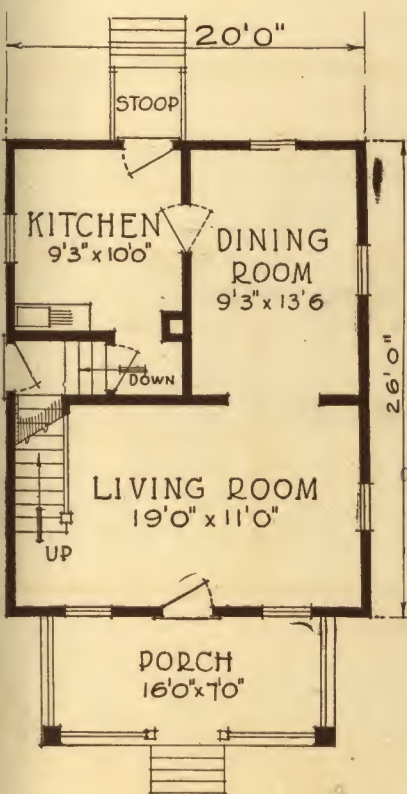 20'0"
STOOP
KITCHEN
9'3" x 10'0"
DINING
ROOM
9'3" x 13'6
DOWN
26'0"
LIVING ROOM
19'0" x 11'0"
UP
PORCH
16'0"x7'0"